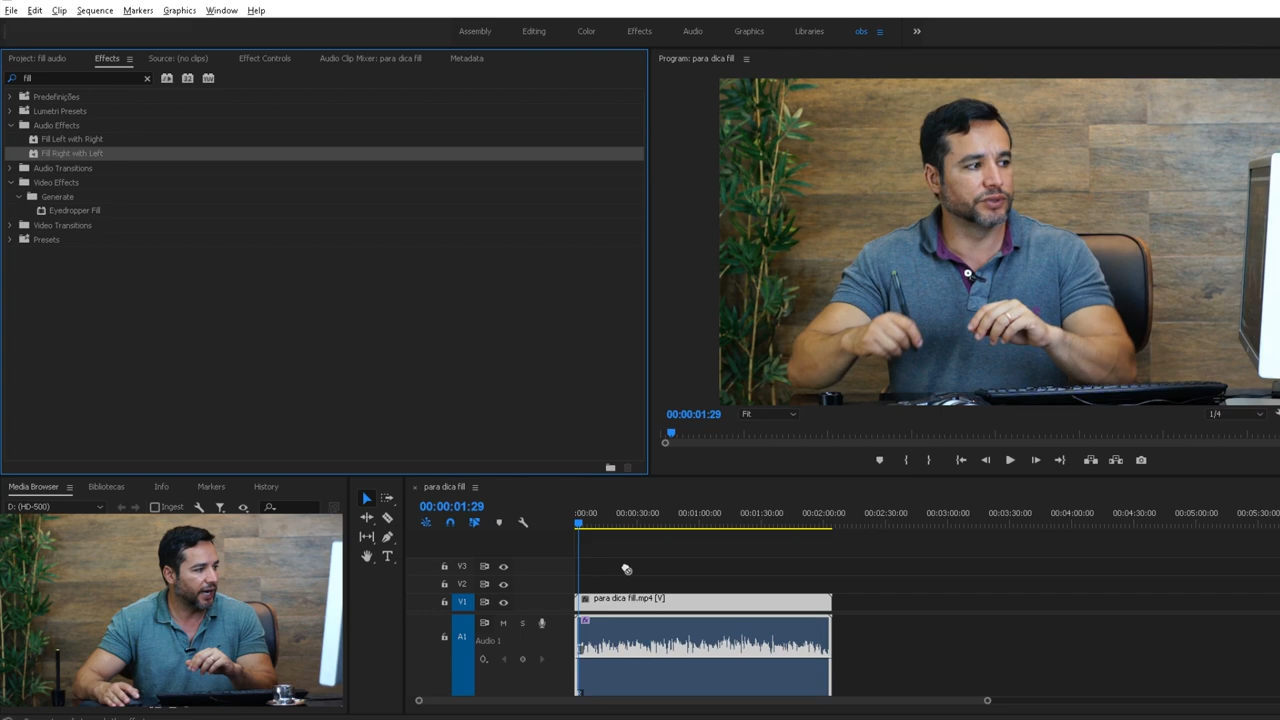 File Edit Clip Sequence Markers Graphics Window Help
Assembly Editing Color Effects Audio Graphics Libraries obs
Project: fill audio Effects Source: (no clips) Effect Controls Audio Clip Mixer: para dica fill Metadata
fill
Predefinições
Lumetri Presets
Audio Effects
Fill Left with Right
Fill Right with Left
Audio Transitions
Video Effects
Generate
Eyedropper Fill
Video Transitions
Presets
Program: para dica fill
00:00:01:29 Fit 1/4
Media Browser Bibliotecas Info Markers History
D: (HD-500) Ingest
× para dica fill
00:00:01:29
:00:00 00:00:30:00 00:01:00:00 00:01:30:00 00:02:00:00 00:02:30:00 00:03:00:00 00:03:30:00 00:04:00:00 00:04:30:00 00:05:00:00 00:05:30:0
V3
V2
V1 para dica fill.mp4 [V]
M S
A1 Audio 1